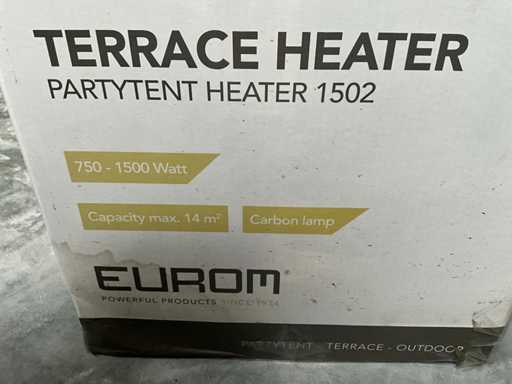 TERRACE HEATER
PARTYTENT HEATER 1502
750 - 1500 Watt
Capacity max. 14 m²
Carbon lamp
EUROM®
POWERFUL PRODUCTS SINCE 1934
PARTYTENT - TERRACE - OUTDOOR